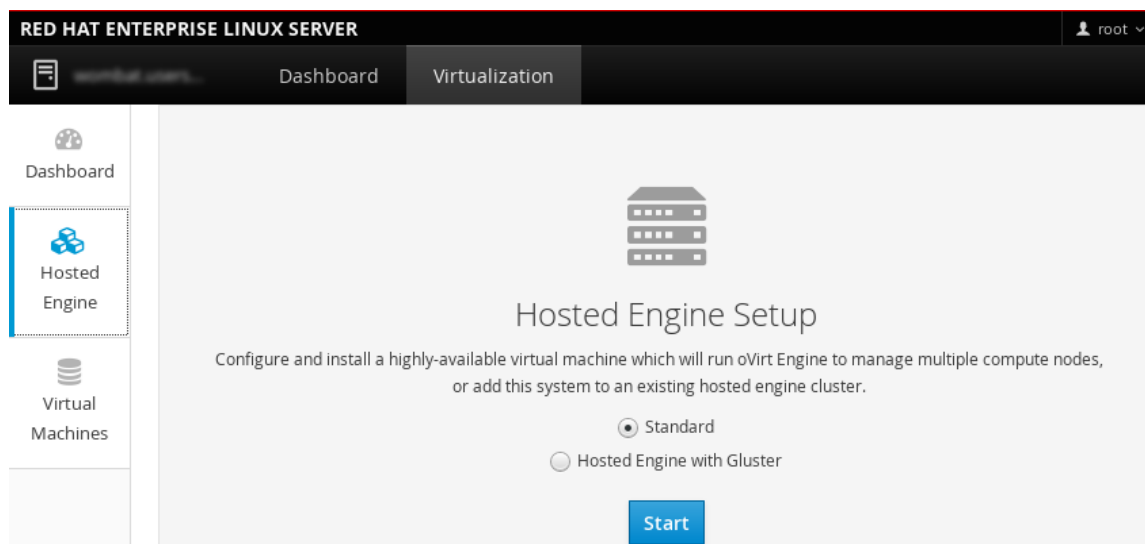 RED HAT ENTERPRISE LINUX SERVER
root
Dashboard
Virtualization
Dashboard
Hosted
Engine
Virtual
Machines
Hosted Engine Setup
Configure and install a highly-available virtual machine which will run oVirt Engine to manage multiple compute nodes,
or add this system to an existing hosted engine cluster.
Standard
Hosted Engine with Gluster
Start